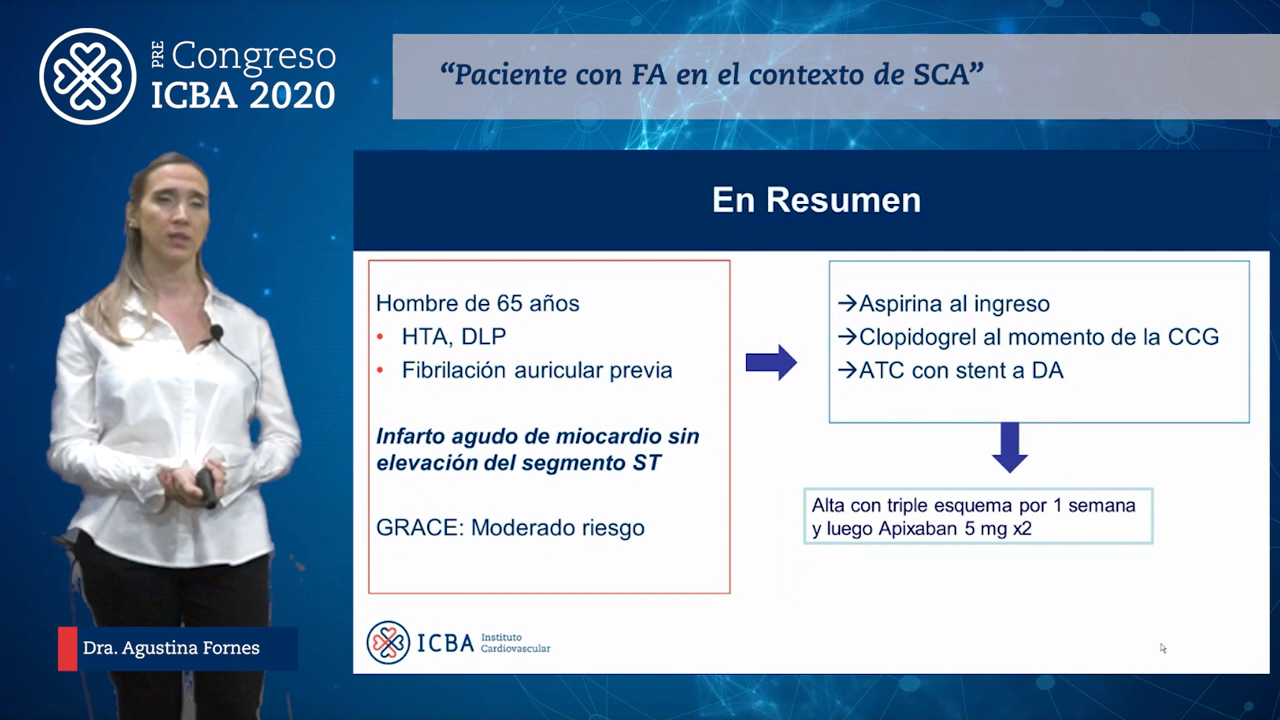 PRE Congreso
ICBA 2020
“Paciente con FA en el contexto de SCA”
En Resumen
Hombre de 65 años
• HTA, DLP
• Fibrilación auricular previa
Infarto agudo de miocardio sin
elevación del segmento ST
GRACE: Moderado riesgo
→Aspirina al ingreso
→Clopidogrel al momento de la CCG
→ATC con stent a DA
Alta con triple esquema por 1 semana
y luego Apixaban 5 mg x2
ICBA Instituto
Cardiovascular
Dra. Agustina Fornes